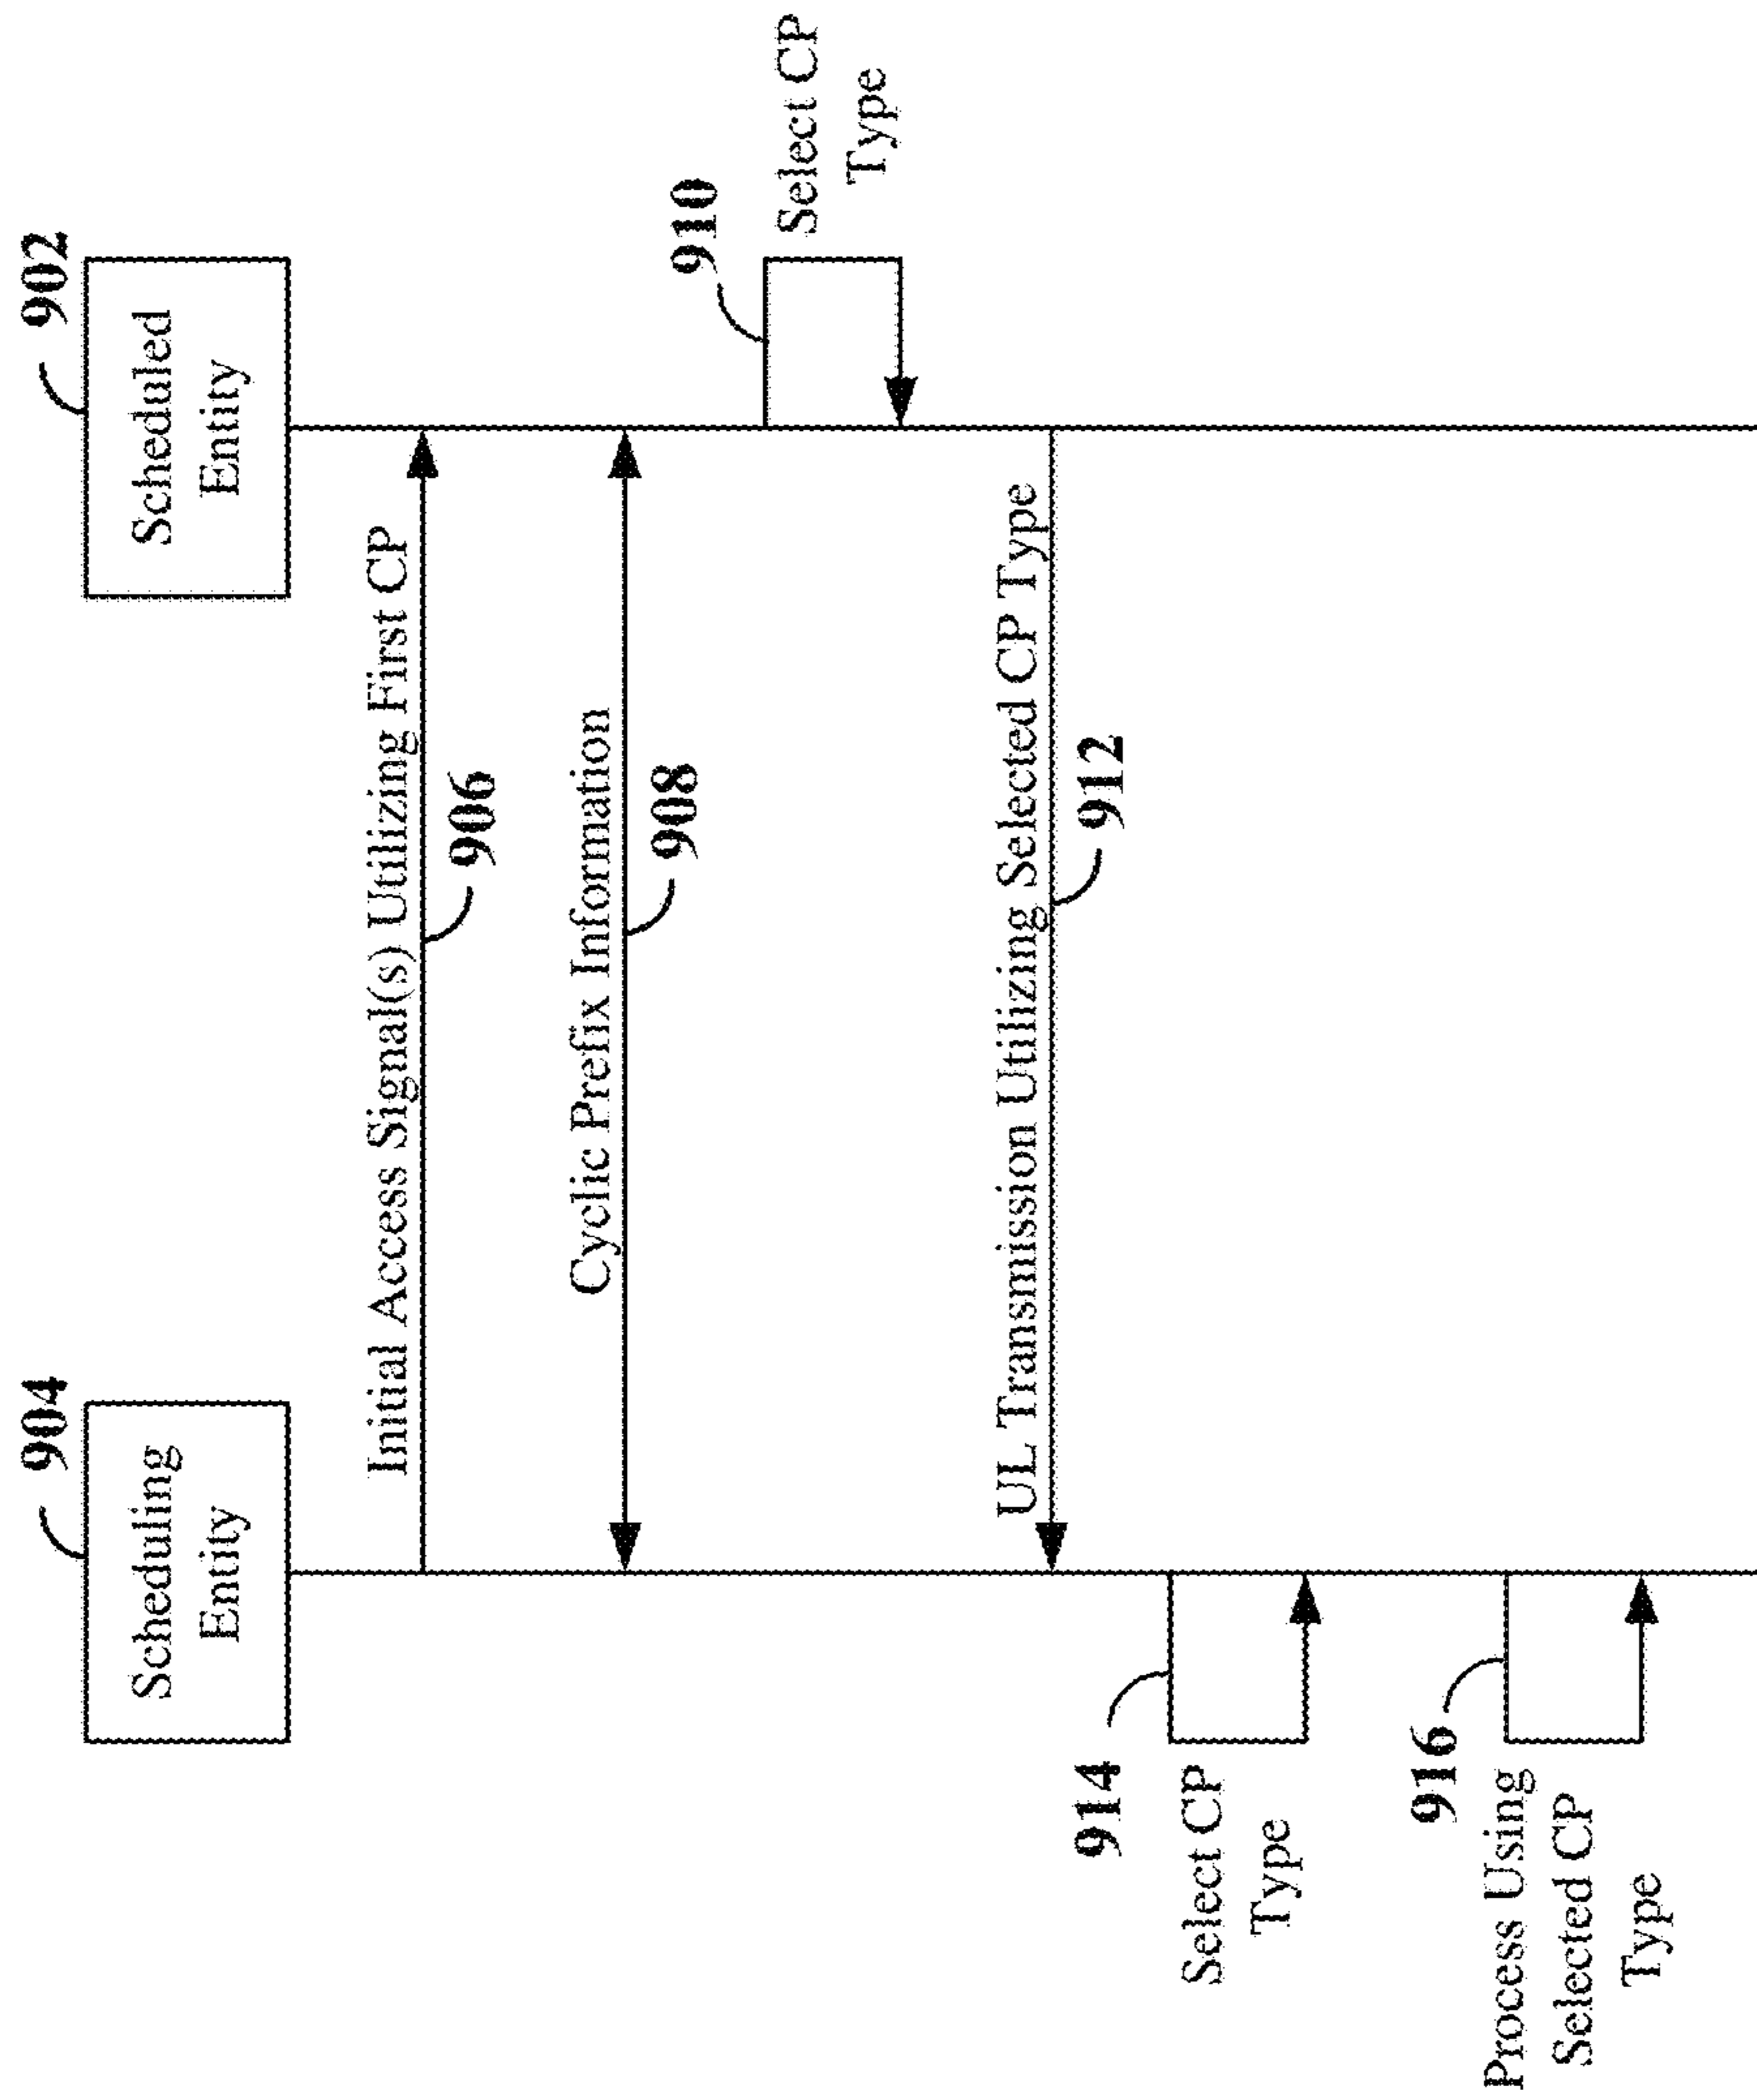 904
Scheduling
Entity
902
Scheduled
Entity
Initial Access Signal(s) Utilizing First CP
906
Cyclic Prefix Information
908
910
Select CP
Type
UL Transmission Utilizing Selected CP Type
912
914
Select CP
Type
916
Process Using
Selected CP
Type